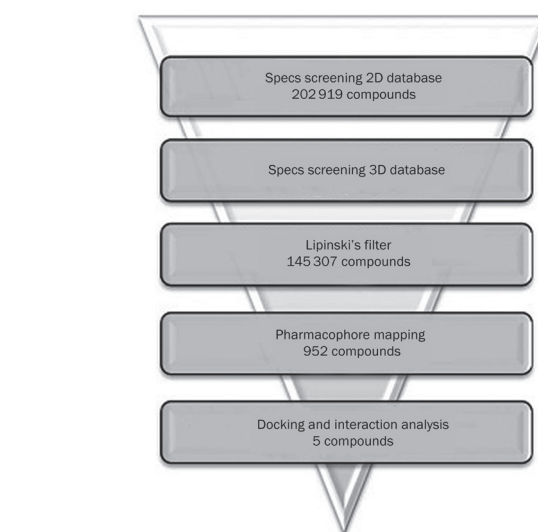 Specs screening 2D database
202 919 compounds
Specs screening 3D database
Lipinski's filter
145 307 compounds
Pharmacophore mapping
952 compounds
Docking and interaction analysis
5 compounds